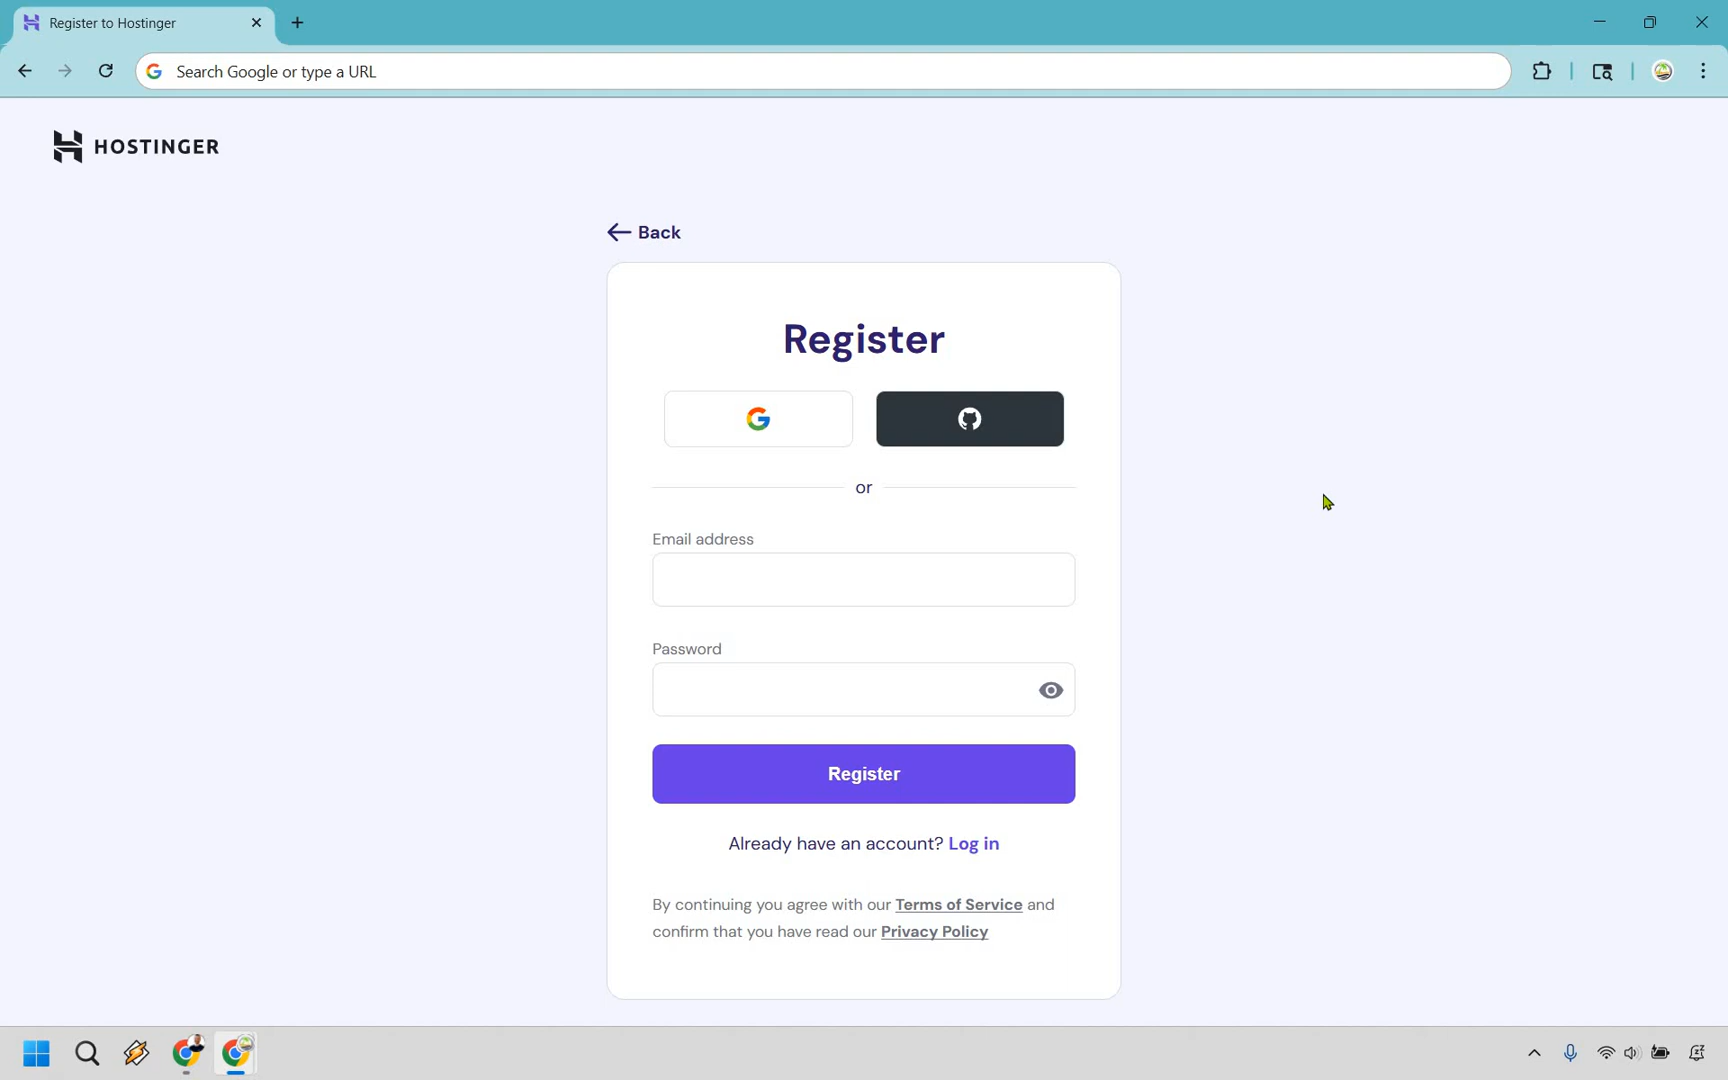 Register to Hostinger
Search Google or type a URL
HOSTINGER
Back
Register
or
Email address
Password
Register
Already have an account? Log in
By continuing you agree with our Terms of Service and
confirm that you have read our Privacy Policy